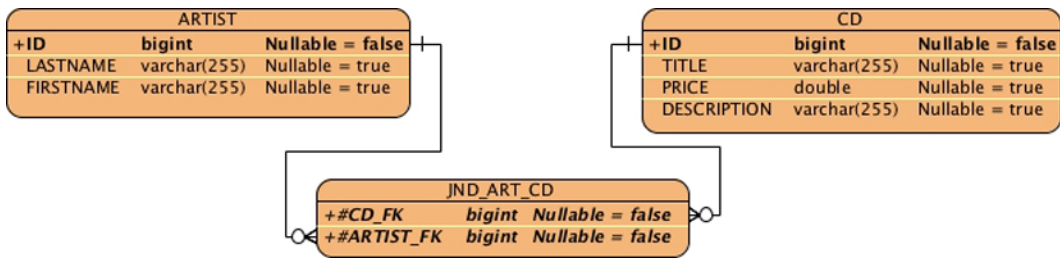 ARTIST
+ID bigint Nullable = false
LASTNAME varchar(255) Nullable = true
FIRSTNAME varchar(255) Nullable = true
CD
+ID bigint Nullable = false
TITLE varchar(255) Nullable = true
PRICE double Nullable = true
DESCRIPTION varchar(255) Nullable = true
JND_ART_CD
+#CD_FK bigint Nullable = false
+#ARTIST_FK bigint Nullable = false